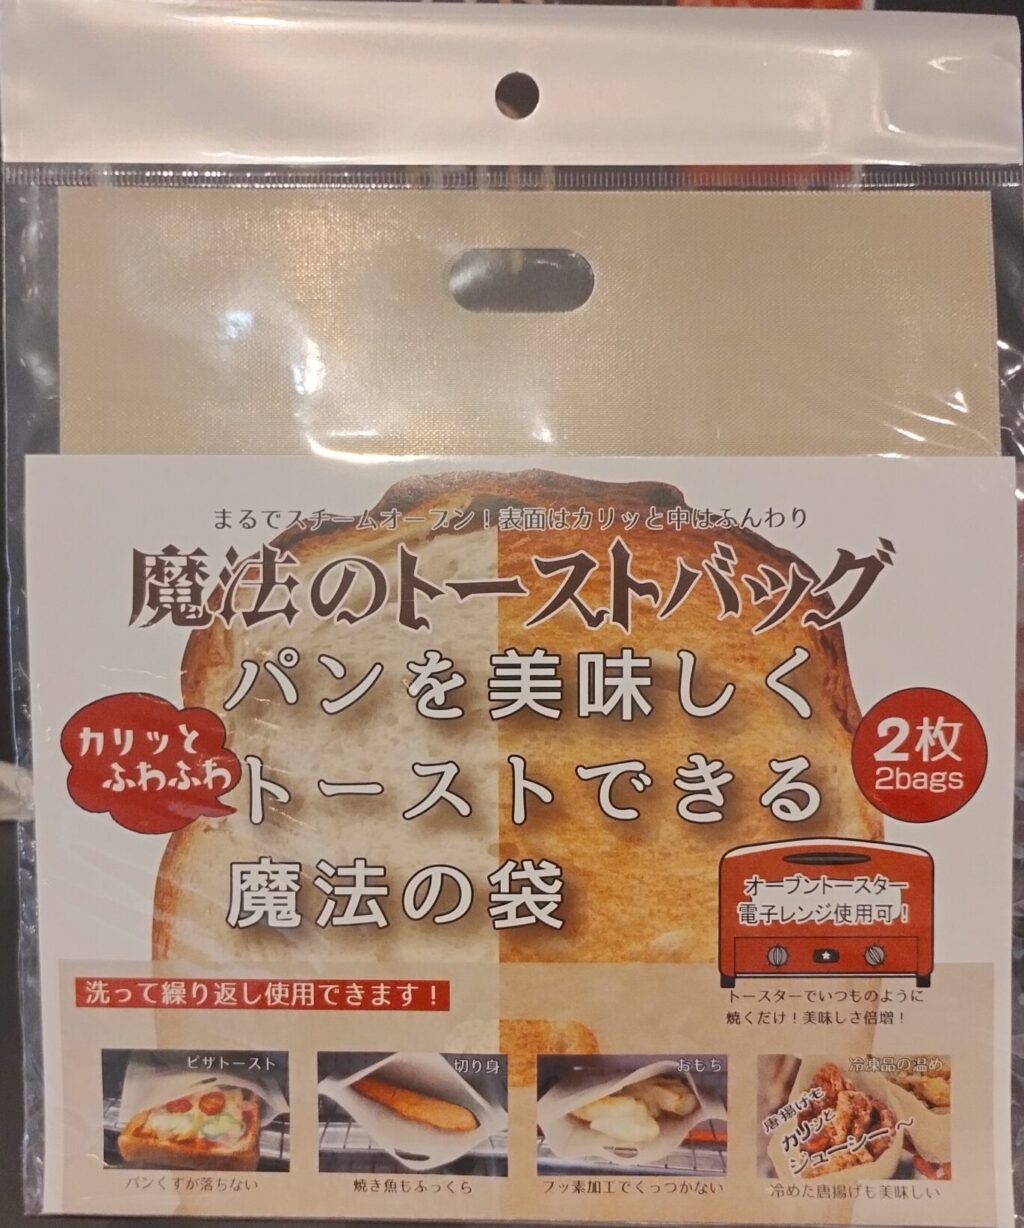 まるでスチームオーブン！表面はカリッと中はふんわり
魔法のトーストバッグ
パンを美味しく
トーストできる
魔法の袋
カリッと
ふわふわ
2枚
2bags
オーブントースター
電子レンジ使用可！
トースターでいつものように
焼くだけ！美味しさ倍増！
洗って繰り返し使用できます！
ピザトースト
パンくずが落ちない
切り身
焼き魚もふっくら
おもち
フッ素加工でくっつかない
冷凍品の温め
唐揚げも
カリッと
ジューシー〜
冷めた唐揚げも美味しい